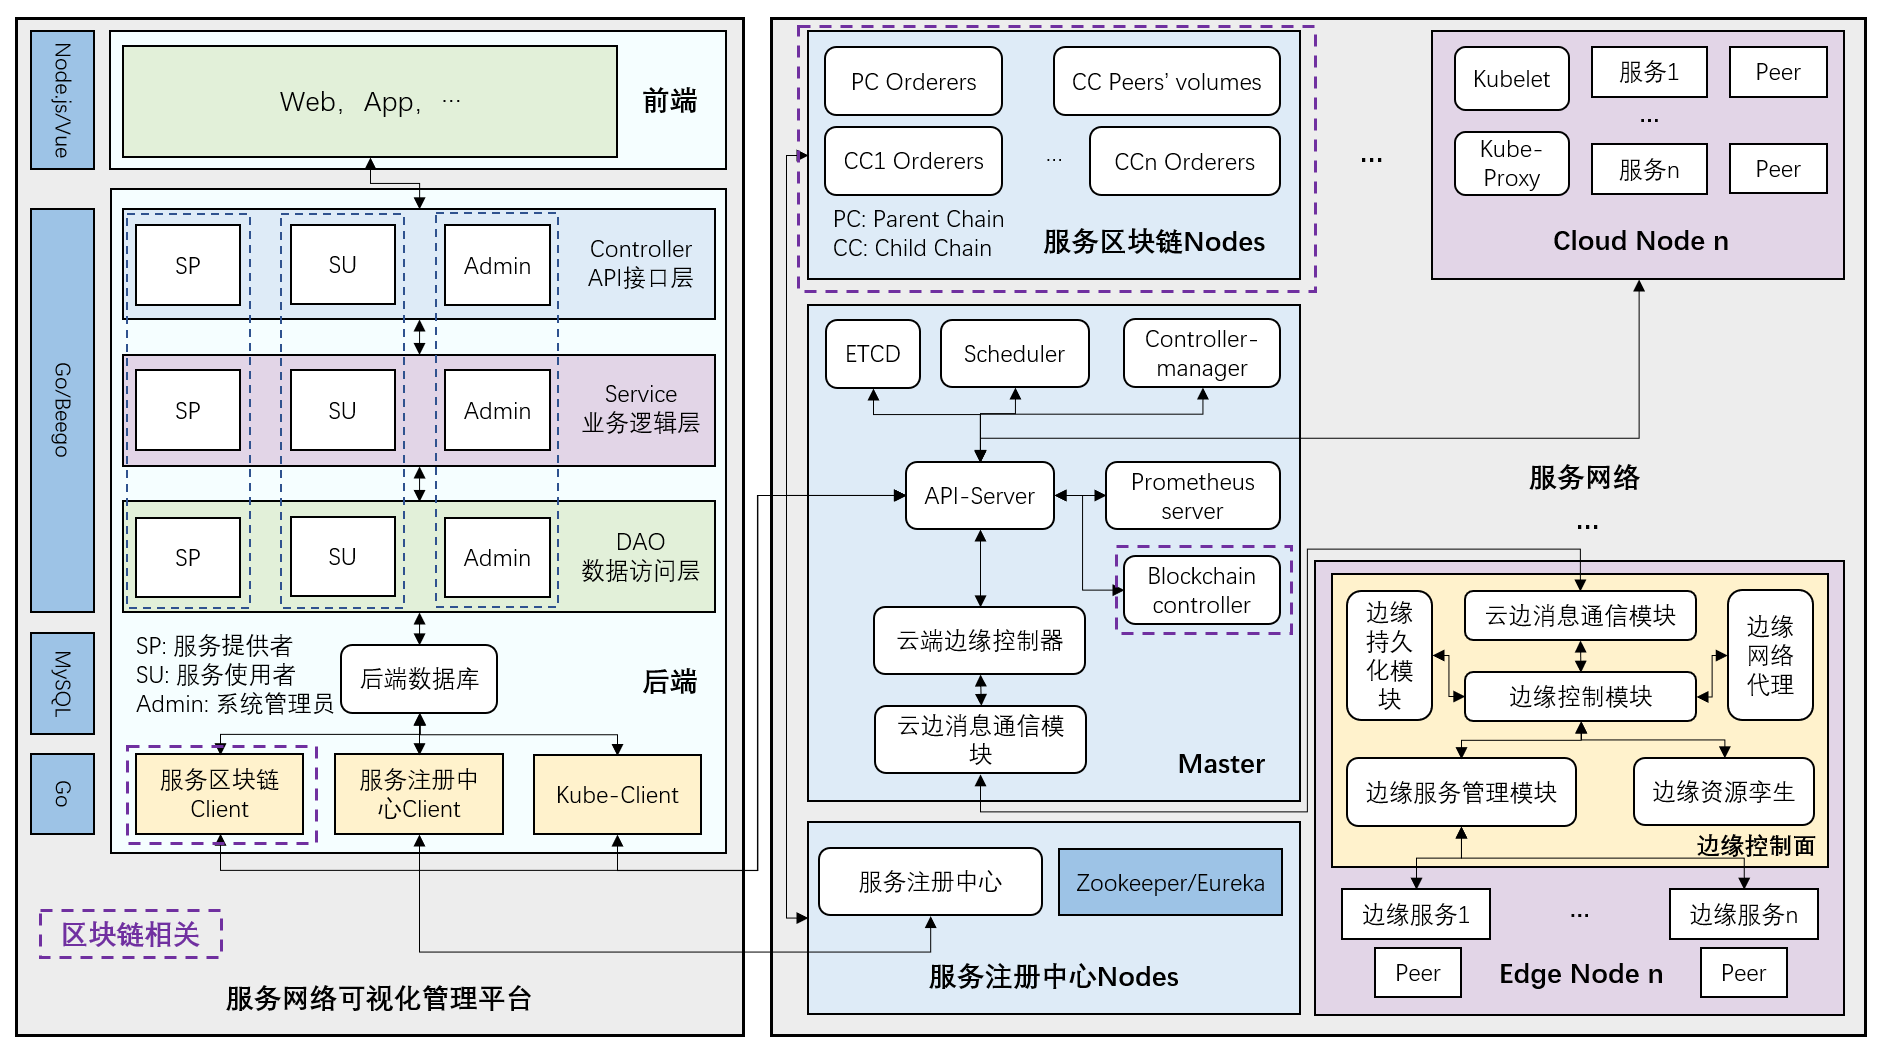 Node.js/Vue
Web，App，…
前端
Go/Beego
SP
SU
Admin
Controller
API接口层
SP
SU
Admin
Service
业务逻辑层
SP
SU
Admin
DAO
数据访问层
MySQL
SP: 服务提供者
SU: 服务使用者
Admin: 系统管理员
后端数据库
后端
Go
服务区块链
Client
服务注册中
心Client
Kube-Client
区块链相关
服务网络可视化管理平台
PC Orderers
CC Peers’ volumes
CC1 Orderers
…
CCn Orderers
PC: Parent Chain
CC: Child Chain
服务区块链Nodes
…
Kubelet
服务1
Peer
…
Kube-
Proxy
服务n
Peer
Cloud Node n
ETCD
Scheduler
Controller-
manager
API-Server
Prometheus
server
Blockchain
controller
云端边缘控制器
云边消息通信模
块
Master
服务网络
…
服务注册中心
Zookeeper/Eureka
服务注册中心Nodes
边缘
持久
化模
块
云边消息通信模块
边缘控制模块
边缘
网络
代理
边缘服务管理模块
边缘资源孪生
边缘控制面
边缘服务1
…
边缘服务n
Peer
Edge Node n
Peer